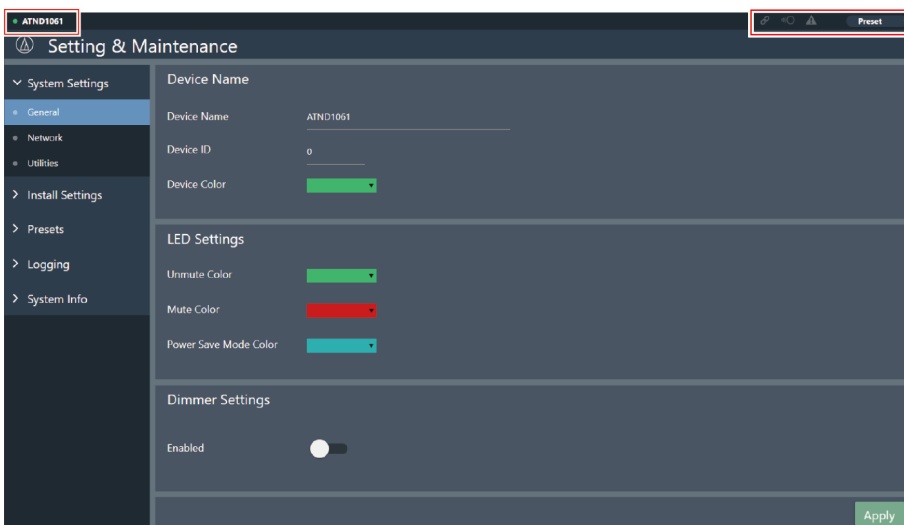 ATND1061
Preset
Setting & Maintenance
System Settings
General
Network
Utilities
Install Settings
Presets
Logging
System Info
Device Name
Device Name ATND1061
Device ID 0
Device Color
LED Settings
Unmute Color
Mute Color
Power Save Mode Color
Dimmer Settings
Enabled
Apply